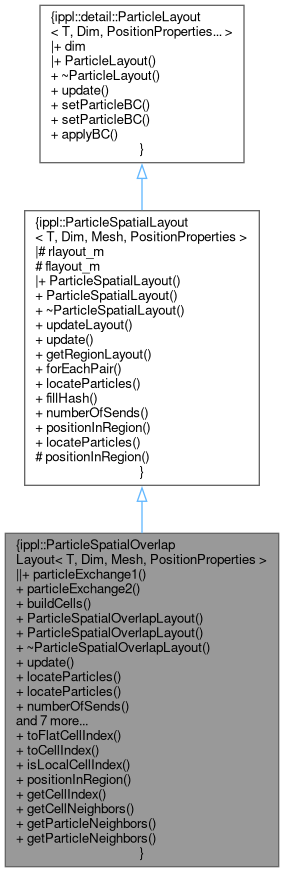 {ippl::detail::ParticleLayout
< T, Dim, PositionProperties... >
|+ dim
|+ ParticleLayout()
+ ~ParticleLayout()
+ update()
+ setParticleBC()
+ setParticleBC()
+ applyBC()
}
{ippl::ParticleSpatialLayout
< T, Dim, Mesh, PositionProperties >
|# rlayout_m
# flayout_m
|+ ParticleSpatialLayout()
+ ParticleSpatialLayout()
+ ~ParticleSpatialLayout()
+ updateLayout()
+ update()
+ getRegionLayout()
+ forEachPair()
+ locateParticles()
+ fillHash()
+ numberOfSends()
+ positionInRegion()
+ locateParticles()
# positionInRegion()
}
{ippl::ParticleSpatialOverlap
Layout< T, Dim, Mesh, PositionProperties >
||+ particleExchange1()
+ particleExchange2()
+ buildCells()
+ ParticleSpatialOverlapLayout()
+ ParticleSpatialOverlapLayout()
+ ~ParticleSpatialOverlapLayout()
+ update()
+ locateParticles()
+ locateParticles()
+ numberOfSends()
and 7 more...
+ toFlatCellIndex()
+ toCellIndex()
+ isLocalCellIndex()
+ positionInRegion()
+ getCellIndex()
+ getCellNeighbors()
+ getParticleNeighbors()
+ getParticleNeighbors()
}